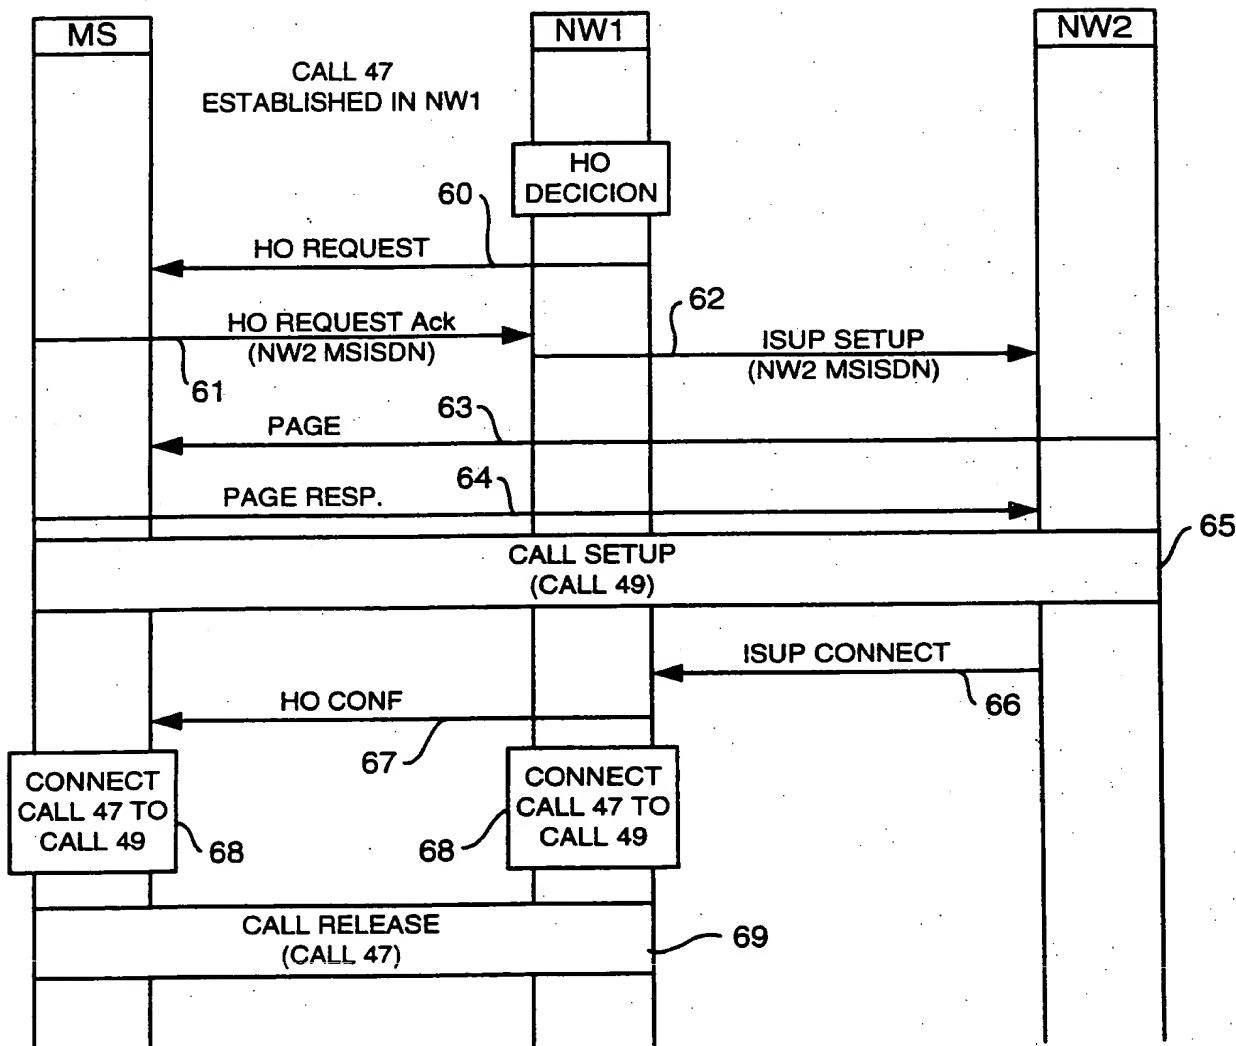 MS
NW1
NW2
CALL 47
ESTABLISHED IN NW1
HO
DECICION
60
HO REQUEST
62
HO REQUEST Ack
(NW2 MSISDN)
ISUP SETUP
(NW2 MSISDN)
61
63
PAGE
64
PAGE RESP.
65
CALL SETUP
(CALL 49)
ISUP CONNECT
66
HO CONF
67
CONNECT
CALL 47 TO
CALL 49
68
CONNECT
CALL 47 TO
CALL 49
68
CALL RELEASE
(CALL 47)
69